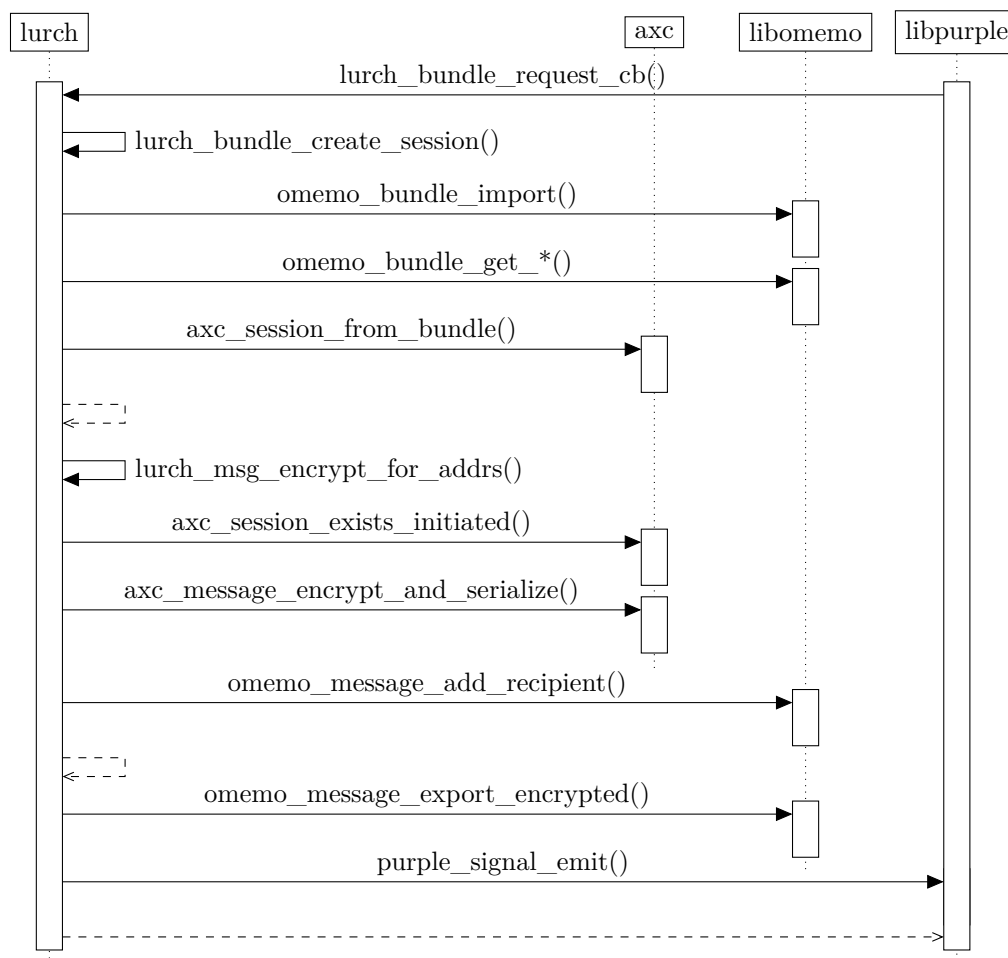 lurch
axc
libomemo
libpurple
lurch_bundle_request_cb()
lurch_bundle_create_session()
omemo_bundle_import()
omemo_bundle_get_*()
axc_session_from_bundle()
lurch_msg_encrypt_for_addrs()
axc_session_exists_initiated()
axc_message_encrypt_and_serialize()
omemo_message_add_recipient()
omemo_message_export_encrypted()
purple_signal_emit()